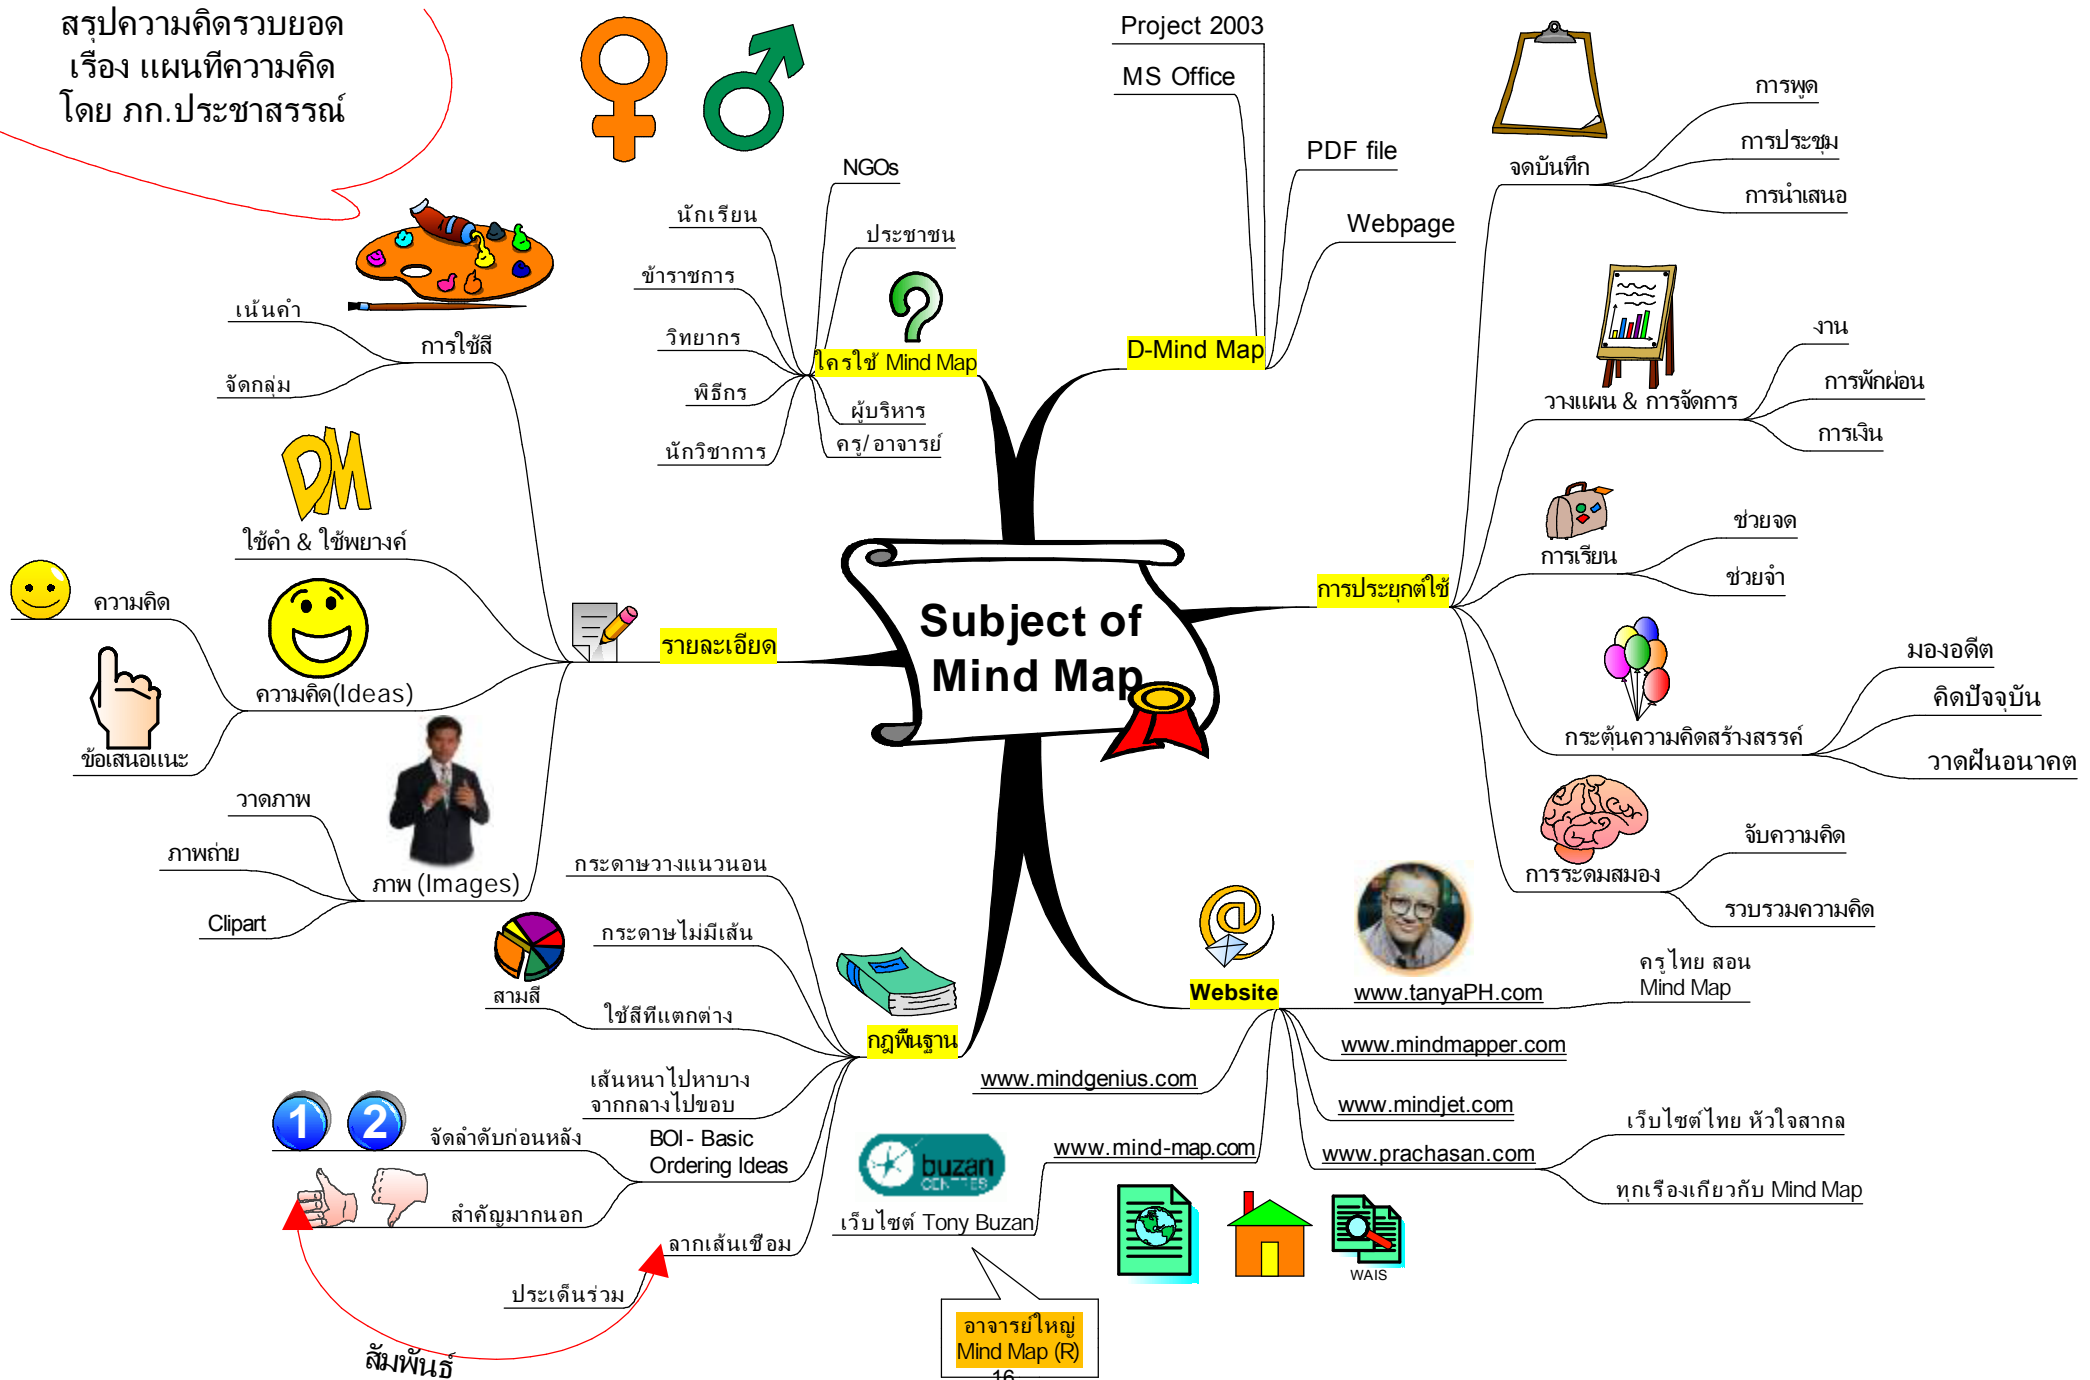 สรุปความคิดรวบยอด
เรือง แผนทีความคิด
โดย ภก.ประชาสรรณ์
Project 2003
MS Office
PDF file
Webpage
D-Mind Map
NGOs
นักเรียน
ประชาชน
ข้าราชการ
วิทยากร
ใครใช้ Mind Map
พิธีกร
ผู้บริหาร
ครู/อาจารย์
นักวิชาการ
การพูด
การประชุม
จดบันทึก
การนำเสนอ
งาน
การพักผ่อน
วางแผน & การจัดการ
การเงิน
ช่วยจด
การเรียน
ช่วยจำ
การประยุกต์ใช้
มองอดีต
คิดปัจจุบัน
กระตุ้นความคิดสร้างสรรค์
วาดฝันอนาคต
จับความคิด
การระดมสมอง
รวบรวมความคิด
เน้นคำ
การใช้สี
จัดกลุ่ม
DM
ใช้คำ & ใช้พยางค์
ความคิด
ความคิด(Ideas)
ข้อเสนอแนะ
รายละเอียด
วาดภาพ
ภาพถ่าย
ภาพ (Images)
Clipart
Subject of
Mind Map
กระดาษวางแนวนอน
กระดาษไม่มีเส้น
สามสี
ใช้สีทีแตกต่าง
กฎพืนฐาน
เส้นหนาไปหาบาง
จากกลางไปขอบ
1 2
จัดลำดับก่อนหลัง
BOI - Basic
Ordering Ideas
สำคัญมากนอก
ลากเส้นเชือม
ประเด็นร่วม
สัมพันธ์
Website
www.tanyaPH.com
ครูไทย สอน
Mind Map
www.mindmapper.com
www.mindgenius.com
www.mindjet.com
www.mind-map.com
www.prachasan.com
เว็บไซต์ไทย หัวใจสากล
ทุกเรืองเกียวกับ Mind Map
buzan
CENTRES
เว็บไซต์ Tony Buzan
WAIS
อาจารย์ใหญ่
Mind Map (R)
16